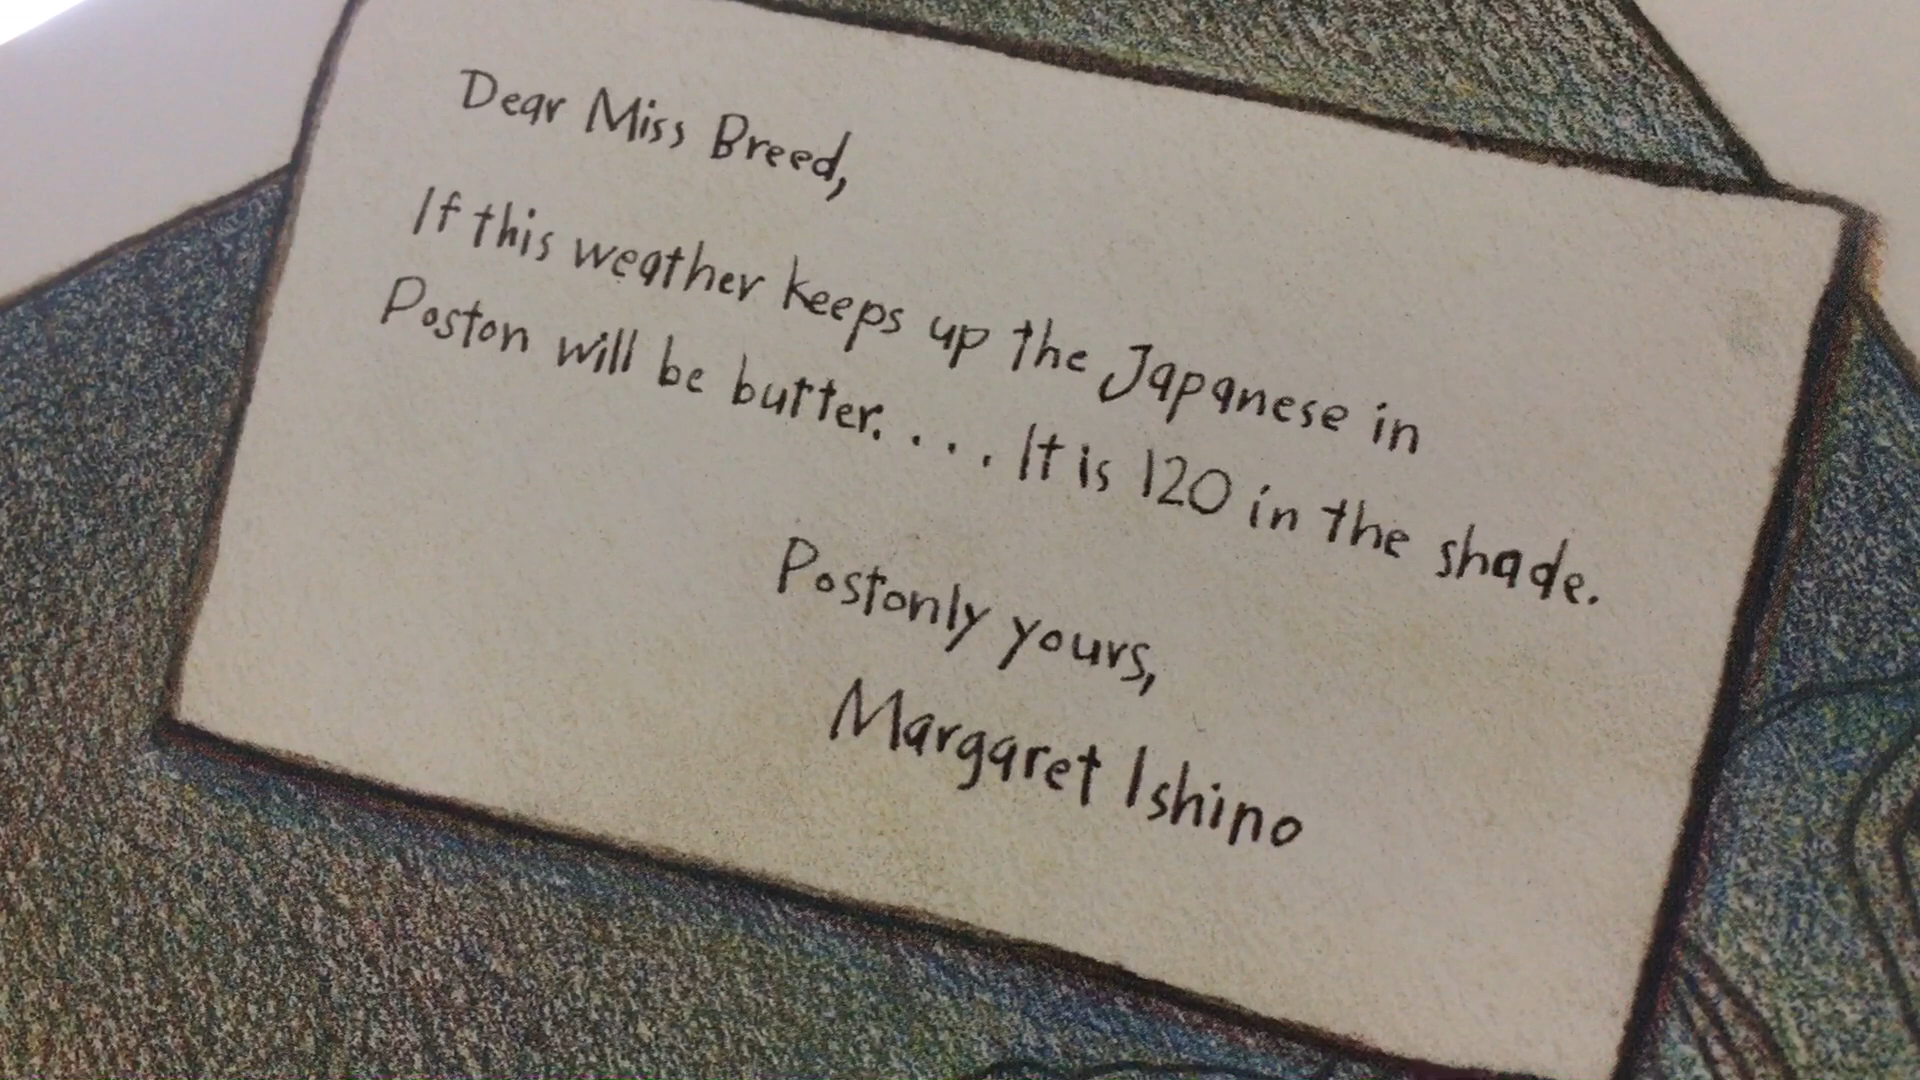 Dear Miss Breed,
If this weather keeps up the Japanese in
Poston will be butter. . . . It is 120 in the shade.
Postonly yours,
Margaret Ishino